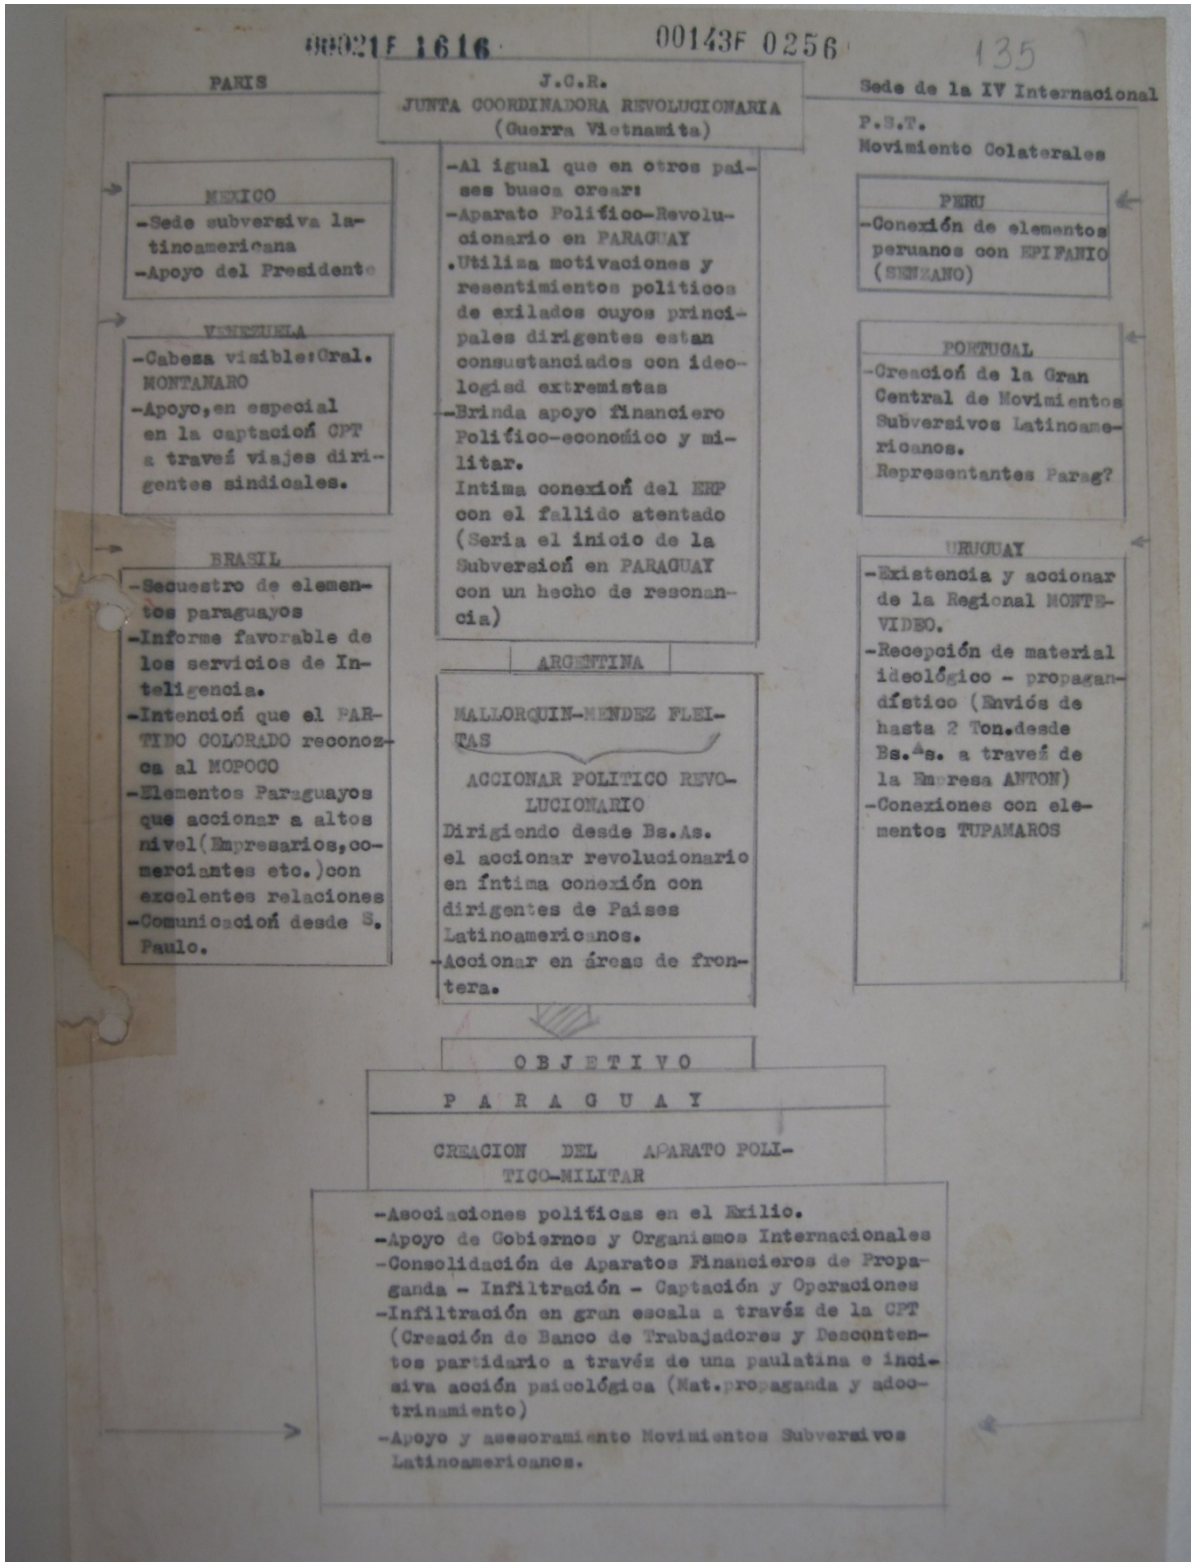 00021F 1616
00143F 0256
135
PARIS
J.C.R.
JUNTA COORDINADORA REVOLUCIONARIA
(Guerra Vietnamita)
Sede de la IV Internacional
P.S.T.
Movimiento Colaterales
MEXICO
-Sede subversiva la-
tinoamericana
-Apoyo del Presidente
VENEZUELA
-Cabeza visible:Gral.
MONTANARO
-Apoyo,en especial
en la captación CPT
a través viajes diri-
gentes sindicales.
BRASIL
-Secuestro de elemen-
tos paraguayos
-Informe favorable de
los servicios de In-
teligencia.
-Intención que el PAR-
TIDO COLORADO reconoz-
ca al MOPOCO
-Elementos Paraguayos
que accionar a altos
nivel(Empresarios,co-
merciantes etc.)con
excelentes relaciones
-Comunicación desde S.
Paulo.
-Al igual que en otros pai-
ses busca crear:
-Aparato Político-Revolu-
cionario en PARAGUAY
.Utiliza motivaciones y
resentimientos politicos
de exilados cuyos princi-
pales dirigentes estan
consustanciados con ideo-
logisd extremistas
-Brinda apoyo financiero
Político-económico y mi-
litar.
Intima conexión del ERP
con el fallido atentado
(Seria el inicio de la
Subversión en PARAGUAY
con un hecho de resonan-
cia)
ARGENTINA
MALLORQUIN-MENDEZ FLEI-
TAS
ACCIONAR POLITICO REVO-
LUCIONARIO
Dirigiendo desde Bs.As.
el accionar revolucionario
en íntima conexión con
dirigentes de Paises
Latinoamericanos.
-Accionar en áreas de fron-
tera.
PERU
-Conexión de elementos
peruanos con EPIFANIO
(SENZANO)
PORTUGAL
-Creación de la Gran
Central de Movimientos
Subversivos Latinoame-
ricanos.
Representantes Parag?
URUGUAY
-Existencia y accionar
de la Regional MONTE-
VIDEO.
-Recepción de material
ideológico - propagan-
dístico (Enviós de
hasta 2 Ton.desde
Bs.As. a través de
la Empresa ANTON)
-Conexiones con ele-
mentos TUPAMAROS
OBJETIVO
PARAGUAY
CREACION DEL APARATO POLI-
TICO-MILITAR
-Asociaciones politicas en el Exilio.
-Apoyo de Gobiernos y Organismos Internacionales
-Consolidación de Aparatos Financieros de Propa-
ganda - Infiltración - Captación y Operaciones
-Infiltración en gran escala a travéz de la CPT
(Creación de Banco de Trabajadores y Desconten-
tos partidario a travéz de una paulatina e inci-
siva acción psicológica (Mat.propaganda y adoc-
trinamiento)
-Apoyo y asesoramiento Movimientos Subversivos
Latinoamericanos.